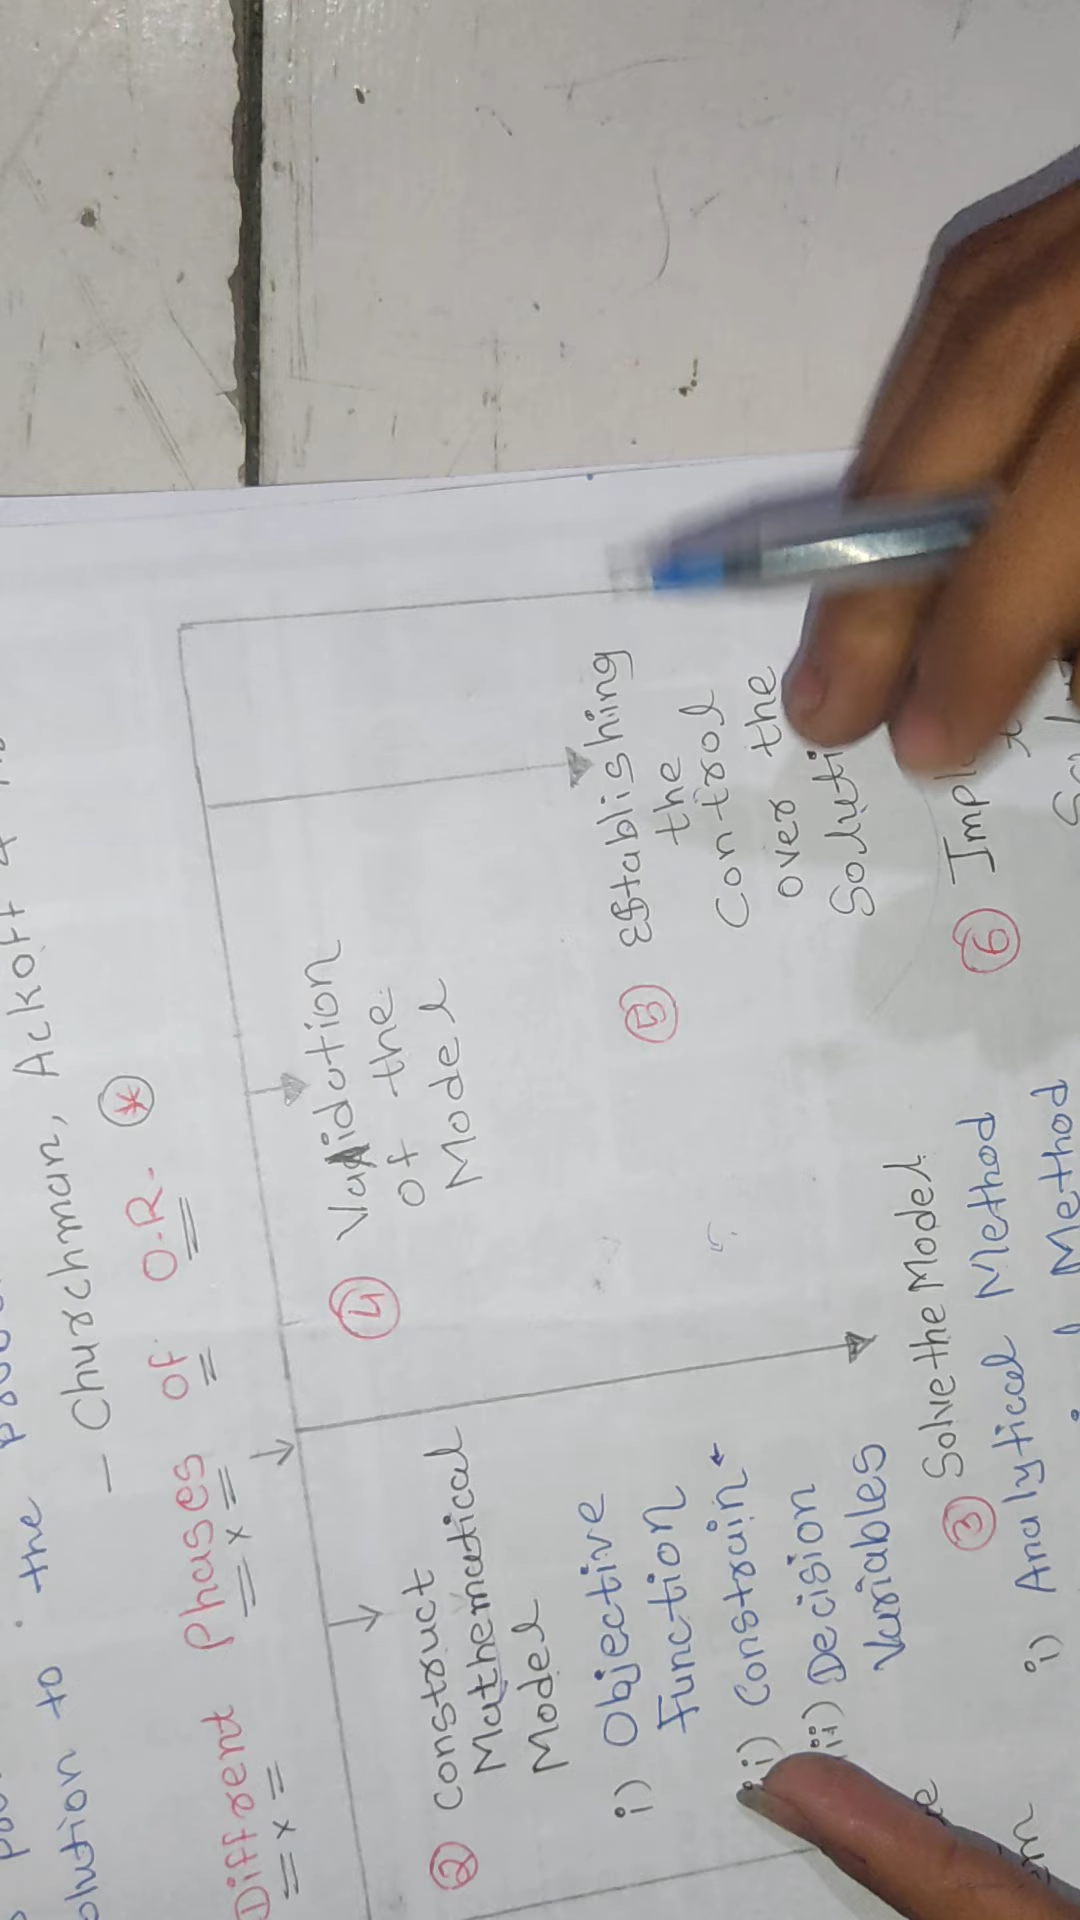 olution to the
- Churchman, Ackoff &
Diffrent Phases of O.R. *
② Construct
Mathematical
Model
i) Objective
Function
ii) Constrain
iii) Decision
Variables
③ Solve the Model
i) Analytical Method
Method
④ Validation
of the
Model
⑤ Establishing
the
Control
over the
Soluti
⑥ Impl